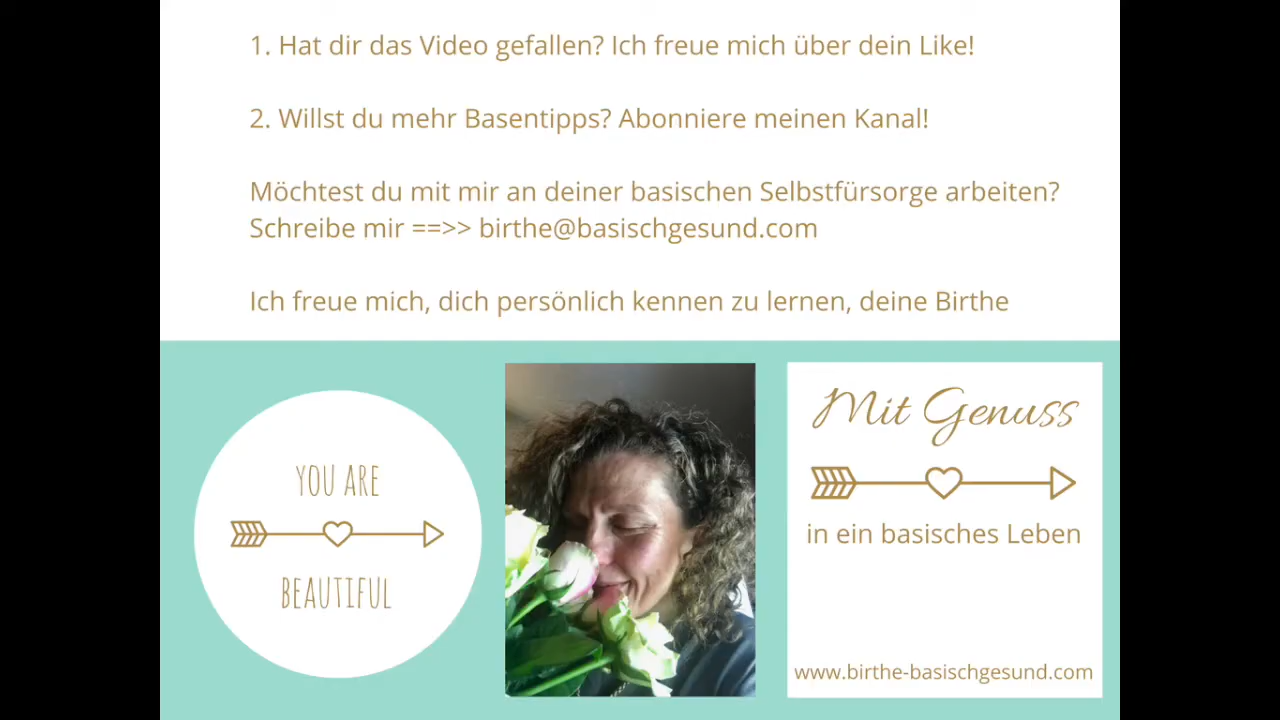 1. Hat dir das Video gefallen? Ich freue mich über dein Like!
2. Willst du mehr Basentipps? Abonniere meinen Kanal!
Möchtest du mit mir an deiner basischen Selbstfürsorge arbeiten?
Schreibe mir ==>> birthe@basischgesund.com
Ich freue mich, dich persönlich kennen zu lernen, deine Birthe
YOU ARE
BEAUTIFUL
Mit Genuss
in ein basisches Leben
www.birthe-basischgesund.com